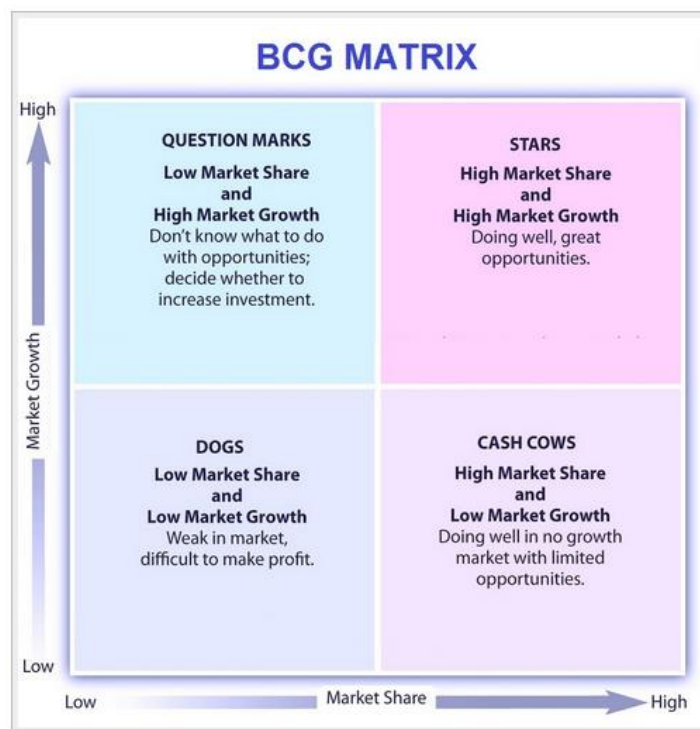 BCG MATRIX
High
QUESTION MARKS
Low Market Share
and
High Market Growth
Don't know what to do
with opportunities;
decide whether to
increase investment.
STARS
High Market Share
and
High Market Growth
Doing well, great
opportunities.
Market Growth
DOGS
Low Market Share
and
Low Market Growth
Weak in market,
difficult to make profit.
CASH COWS
High Market Share
and
Low Market Growth
Doing well in no growth
market with limited
opportunities.
Low
Low
Market Share
High